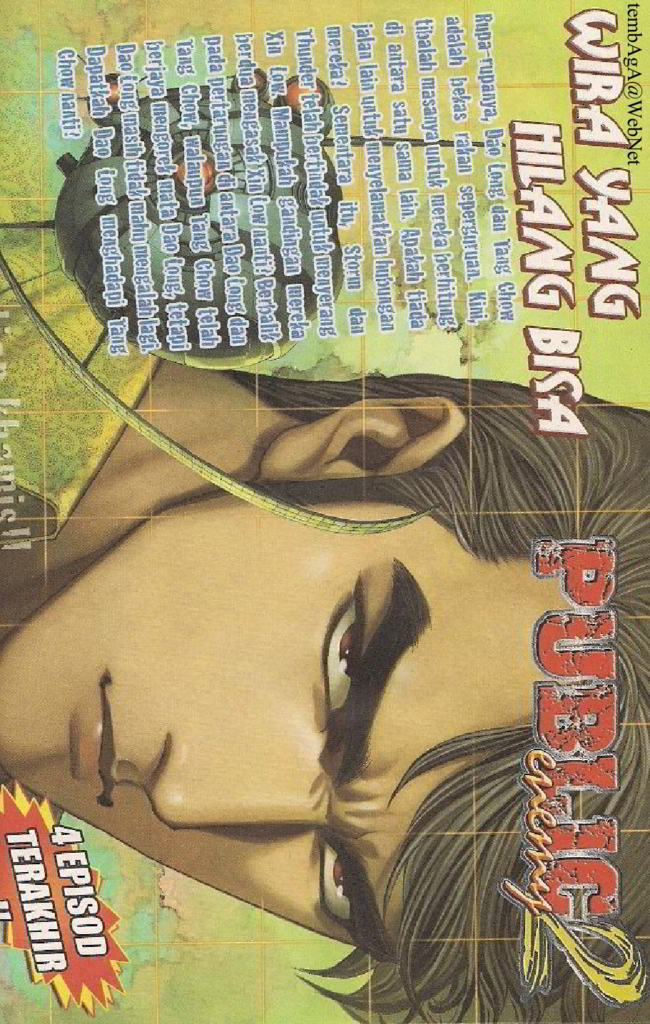 tembAgA@WebNet
WIRA YANG
HILANG BISA
Rupa-rupanya, Dao Long dan Yang Chow
adalah bekas rakan seperguruan. Kini,
tibalah masanya untuk mereka berhitung
di antara satu sama lain. Apakah tiada
jalan lain untuk menyelamatkan hubungan
mereka? Sementara itu, Storm dan
Thunder telah bertindak untuk menyerang
Xin Low. Mampukah gandingan mereka
berdua mengatasi Xin Low nanti? Berbalik
pada pertarungan di antara Dao Long dan
Yang Chow, walaupun Yang Chow telah
berjaya mencederakan Dao Long, tetapi
Dao Long masih tidak mahu mengalah lagi.
Dapatkah Dao Long menghadapi Yang
Chow nanti?
PUBLIC
enemy 2
4 EPISOD
TERAKHIR